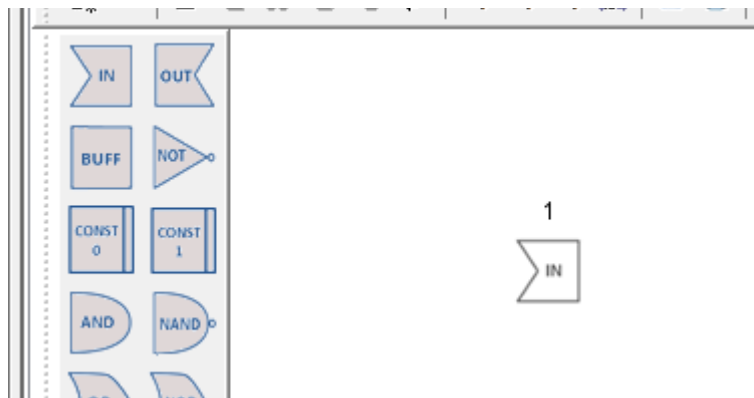 IN OUT
BUFF NOT
1
CONST 0 CONST 1
IN
AND NAND